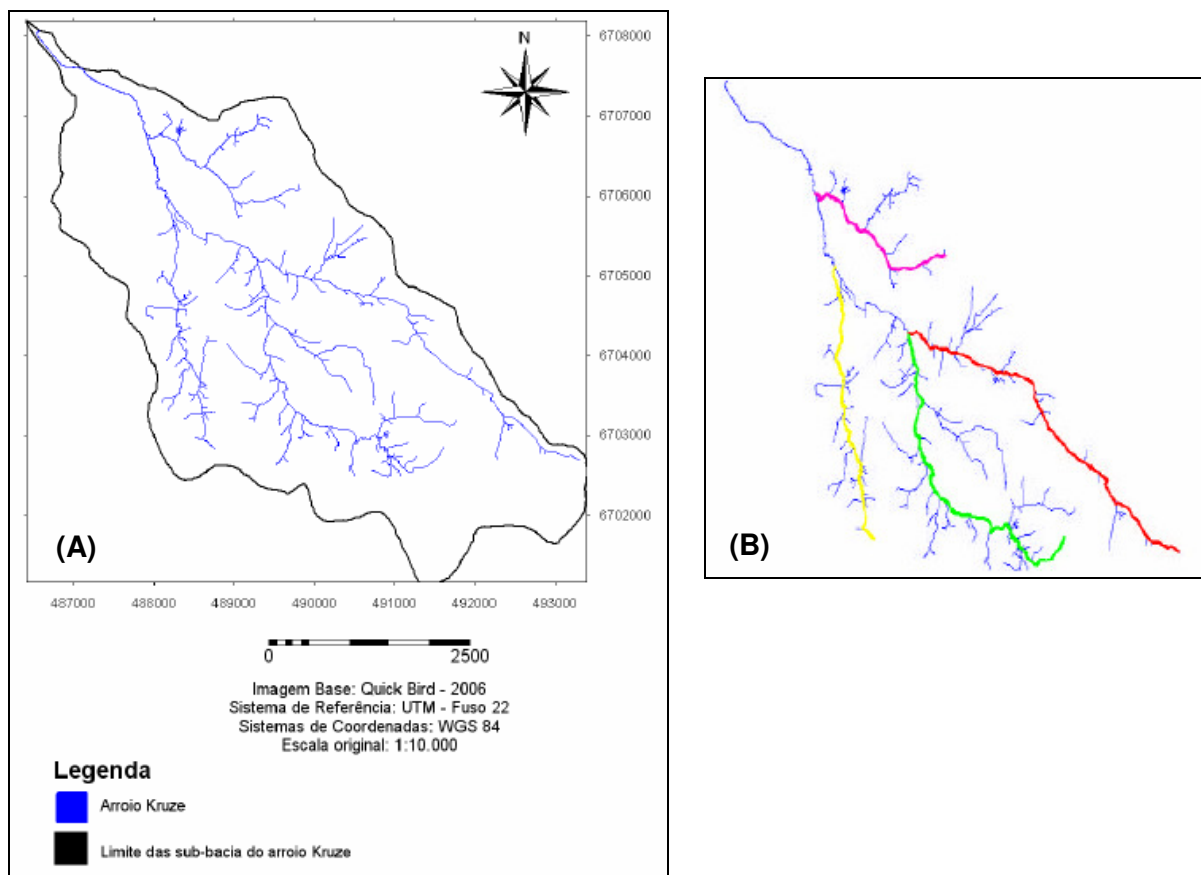 N
6708000
6707000
6706000
6705000
6704000
6703000
6702000
(A)
(B)
487000 488000 489000 490000 491000 492000 493000
0 2500
Imagem Base: Quick Bird - 2006
Sistema de Referência: UTM - Fuso 22
Sistemas de Coordenadas: WGS 84
Escala original: 1:10.000
Legenda
Arroio Kruze
Limite das sub-bacia do arroio Kruze